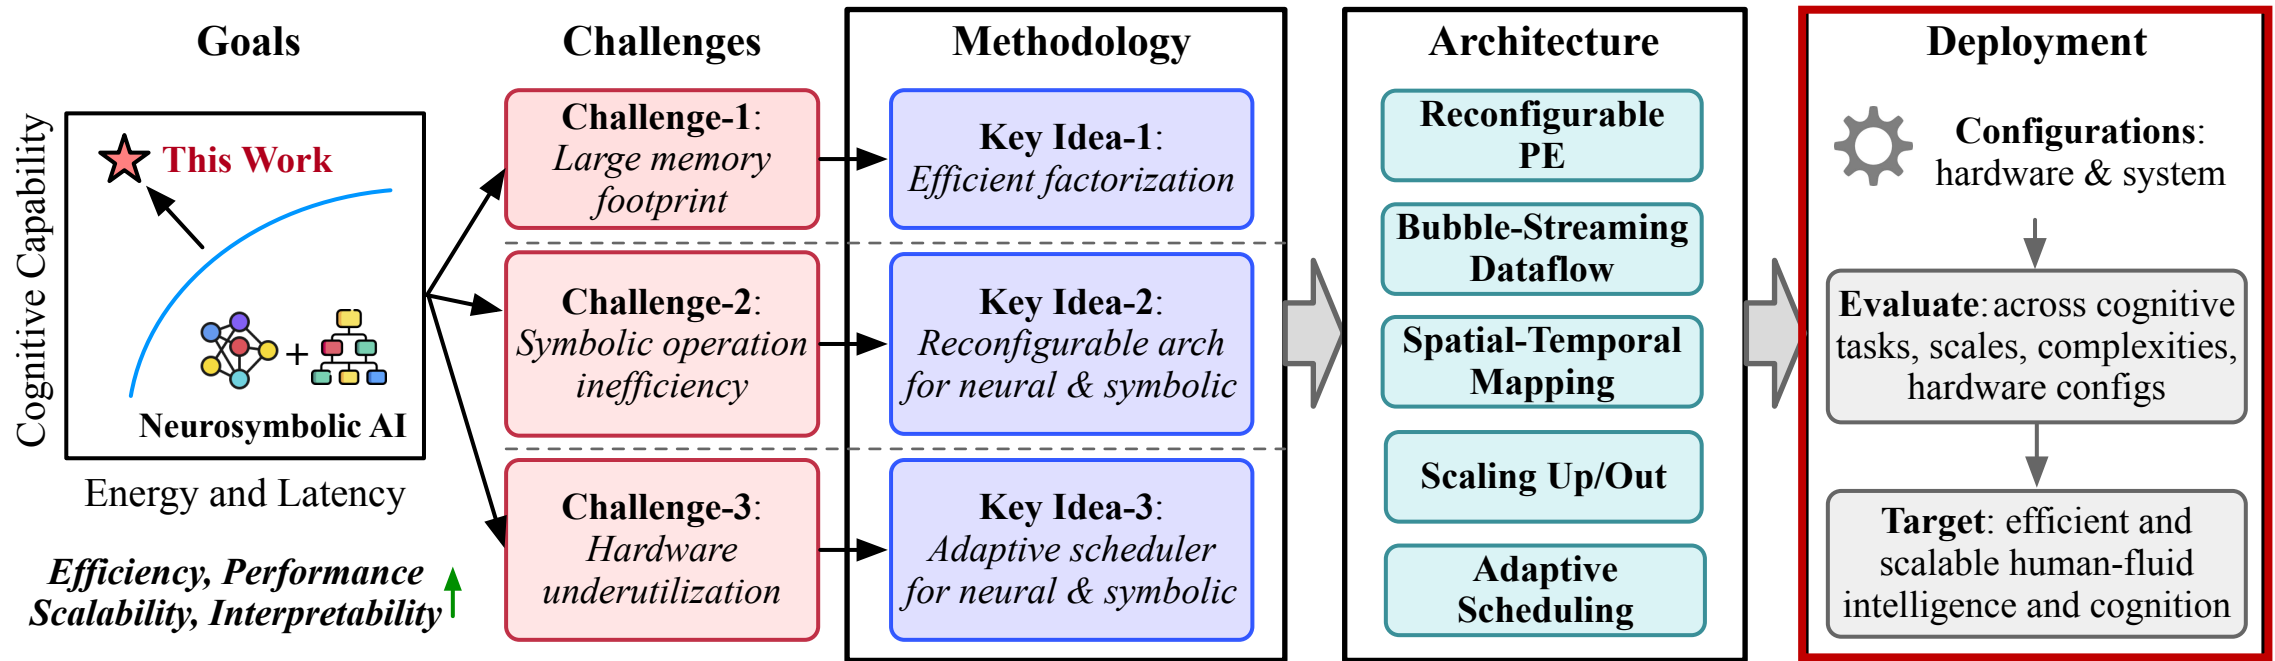 Goals
Cognitive Capability
This Work
+
Neurosymbolic AI
Energy and Latency
Efficiency, Performance
Scalability, Interpretability
Challenges
Challenge-1:
Large memory
footprint
Challenge-2:
Symbolic operation
inefficiency
Challenge-3:
Hardware
underutilization
Methodology
Key Idea-1:
Efficient factorization
Key Idea-2:
Reconfigurable arch
for neural & symbolic
Key Idea-3:
Adaptive scheduler
for neural & symbolic
Architecture
Reconfigurable
PE
Bubble-Streaming
Dataflow
Spatial-Temporal
Mapping
Scaling Up/Out
Adaptive
Scheduling
Deployment
Configurations:
hardware & system
Evaluate: across cognitive
tasks, scales, complexities,
hardware configs
Target: efficient and
scalable human-fluid
intelligence and cognition